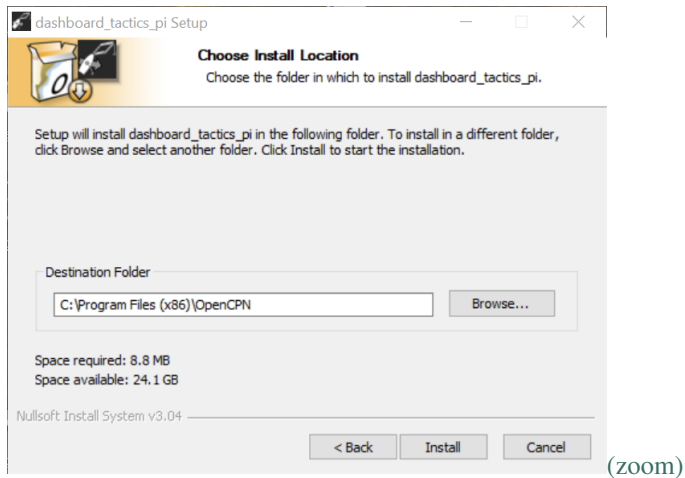 dashboard_tactics_pi Setup
Choose Install Location
Choose the folder in which to install dashboard_tactics_pi.
Setup will install dashboard_tactics_pi in the following folder. To install in a different folder,
click Browse and select another folder. Click Install to start the installation.
Destination Folder
C:\Program Files (x86)\OpenCPN
Browse...
Space required: 8.8 MB
Space available: 24.1 GB
Nullsoft Install System v3.04
< Back Install Cancel
(zoom)